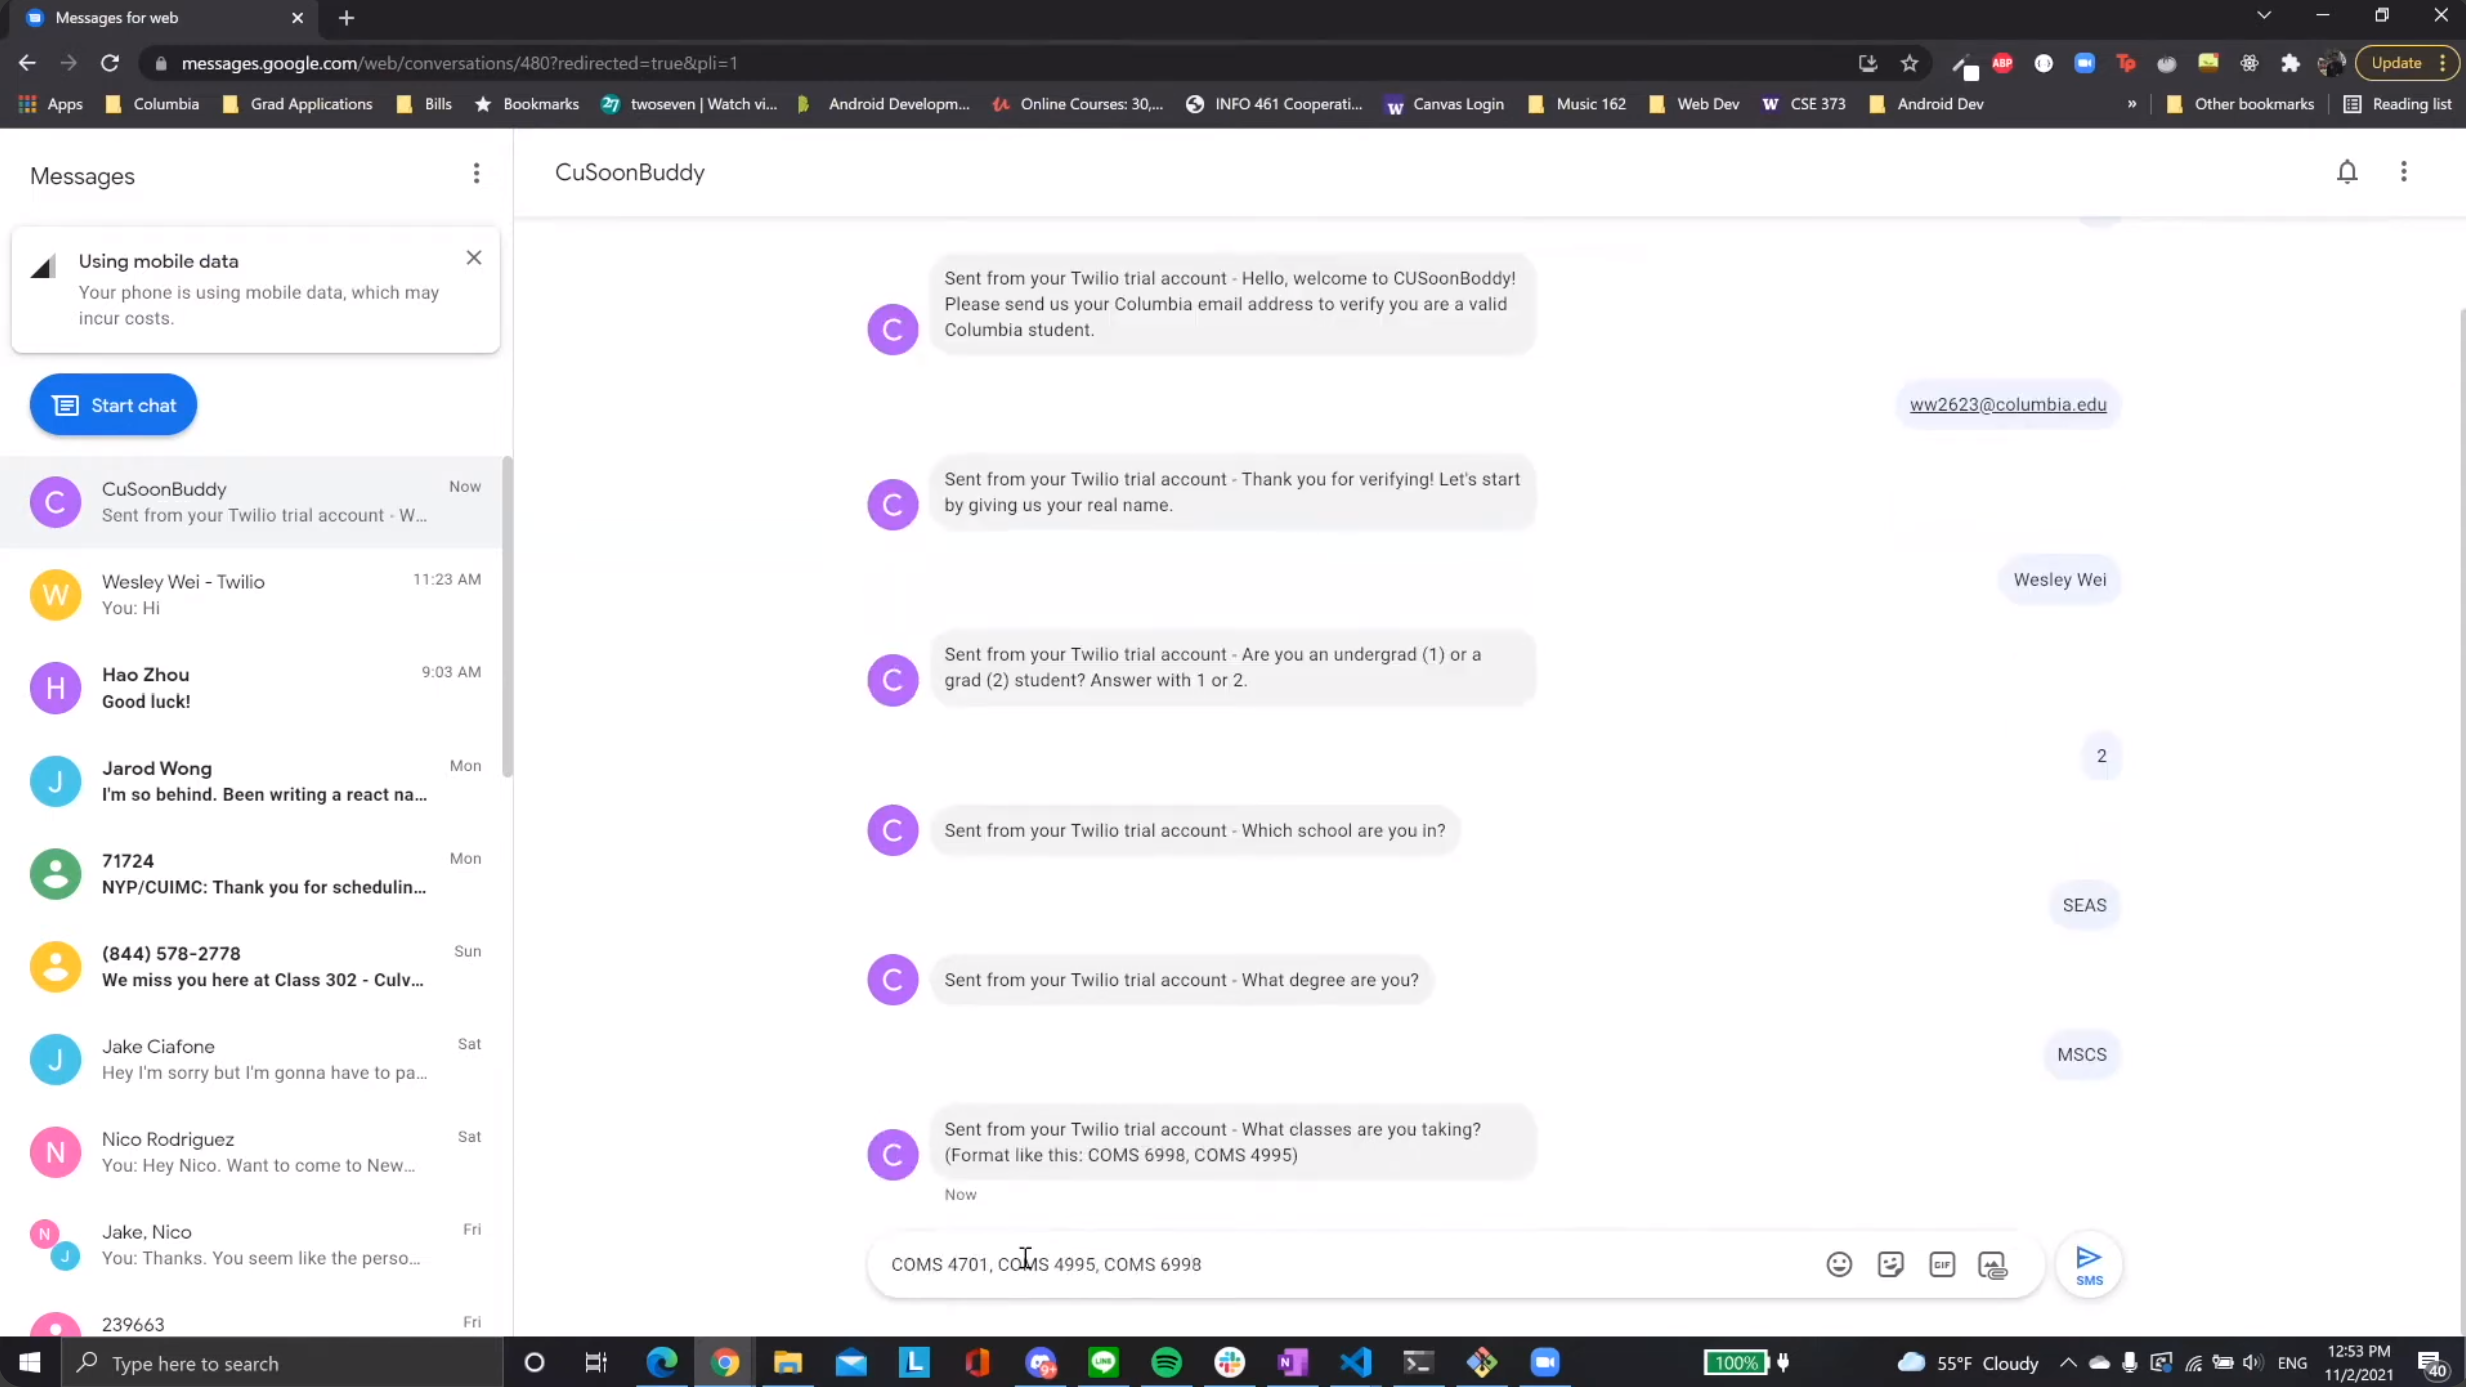 Messages for web
messages.google.com/web/conversations/480?redirected=true&pli=1
ABP
Tp
Update
Apps
Columbia
Grad Applications
Bills
Bookmarks
27
twoseven | Watch vi...
Android Developm...
Online Courses: 30,...
INFO 461 Cooperati...
W
Canvas Login
Music 162
Web Dev
W
CSE 373
Android Dev
»
Other bookmarks
Reading list
Messages
Using mobile data
Your phone is using mobile data, which may
incur costs.
Start chat
C
CuSoonBuddy
Now
Sent from your Twilio trial account - W...
W
Wesley Wei - Twilio
11:23 AM
You: Hi
H
Hao Zhou
9:03 AM
Good luck!
J
Jarod Wong
Mon
I'm so behind. Been writing a react na...
71724
Mon
NYP/CUIMC: Thank you for schedulin...
(844) 578-2778
Sun
We miss you here at Class 302 - Culv...
J
Jake Ciafone
Sat
Hey I'm sorry but I'm gonna have to pa...
N
Nico Rodriguez
Sat
You: Hey Nico. Want to come to New...
N
J
Jake, Nico
Fri
You: Thanks. You seem like the perso...
239663
Fri
CuSoonBuddy
C
Sent from your Twilio trial account - Hello, welcome to CUSoonBoddy!
Please send us your Columbia email address to verify you are a valid
Columbia student.
ww2623@columbia.edu
C
Sent from your Twilio trial account - Thank you for verifying! Let's start
by giving us your real name.
Wesley Wei
C
Sent from your Twilio trial account - Are you an undergrad (1) or a
grad (2) student? Answer with 1 or 2.
2
C
Sent from your Twilio trial account - Which school are you in?
SEAS
C
Sent from your Twilio trial account - What degree are you?
MSCS
C
Sent from your Twilio trial account - What classes are you taking?
(Format like this: COMS 6998, COMS 4995)
Now
COMS 4701, COMS 4995, COMS 6998
GIF
SMS
Type here to search
L
9+
LINE
N
100%
55°F Cloudy
ENG
12:53 PM
11/2/2021
40